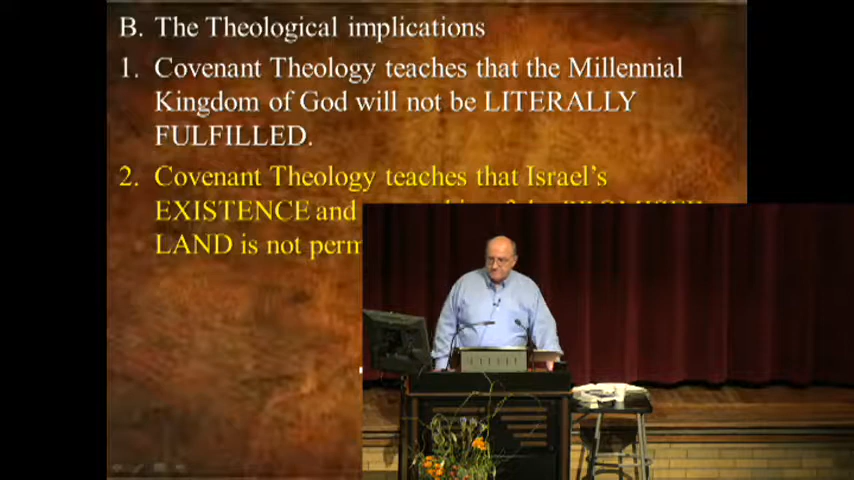 B. The Theological implications
1. Covenant Theology teaches that the Millennial
Kingdom of God will not be LITERALLY
FULFILLED.
2. Covenant Theology teaches that Israel's
EXISTENCE and
LAND is not perm